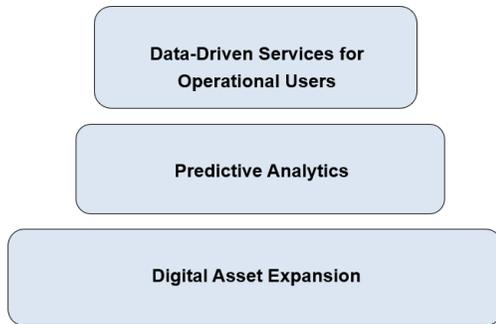 Data-Driven Services for
Operational Users
Predictive Analytics
Digital Asset Expansion